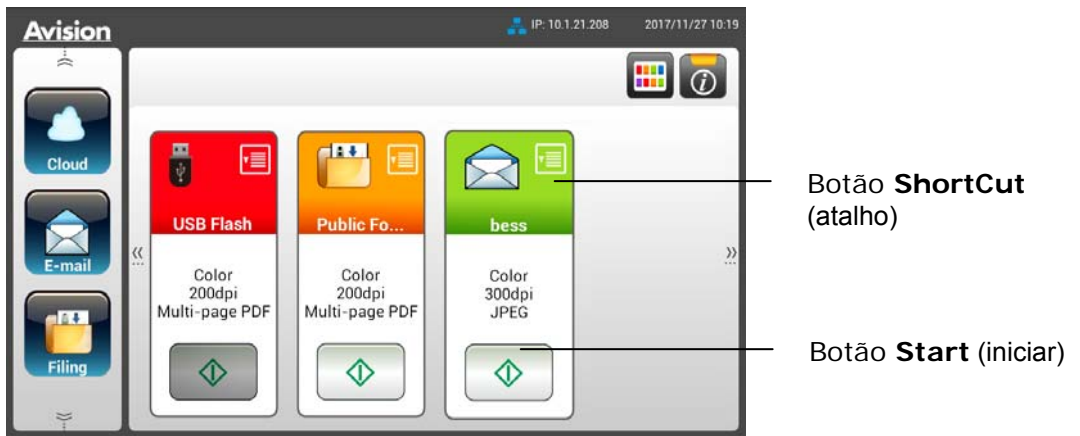 Avision
IP: 10.1.21.208
2017/11/27 10:19
Cloud
E-mail
Filing
USB Flash
Color
200dpi
Multi-page PDF
Public Fo...
Color
200dpi
Multi-page PDF
bess
Color
300dpi
JPEG
Botão ShortCut
(atalho)
Botão Start (iniciar)